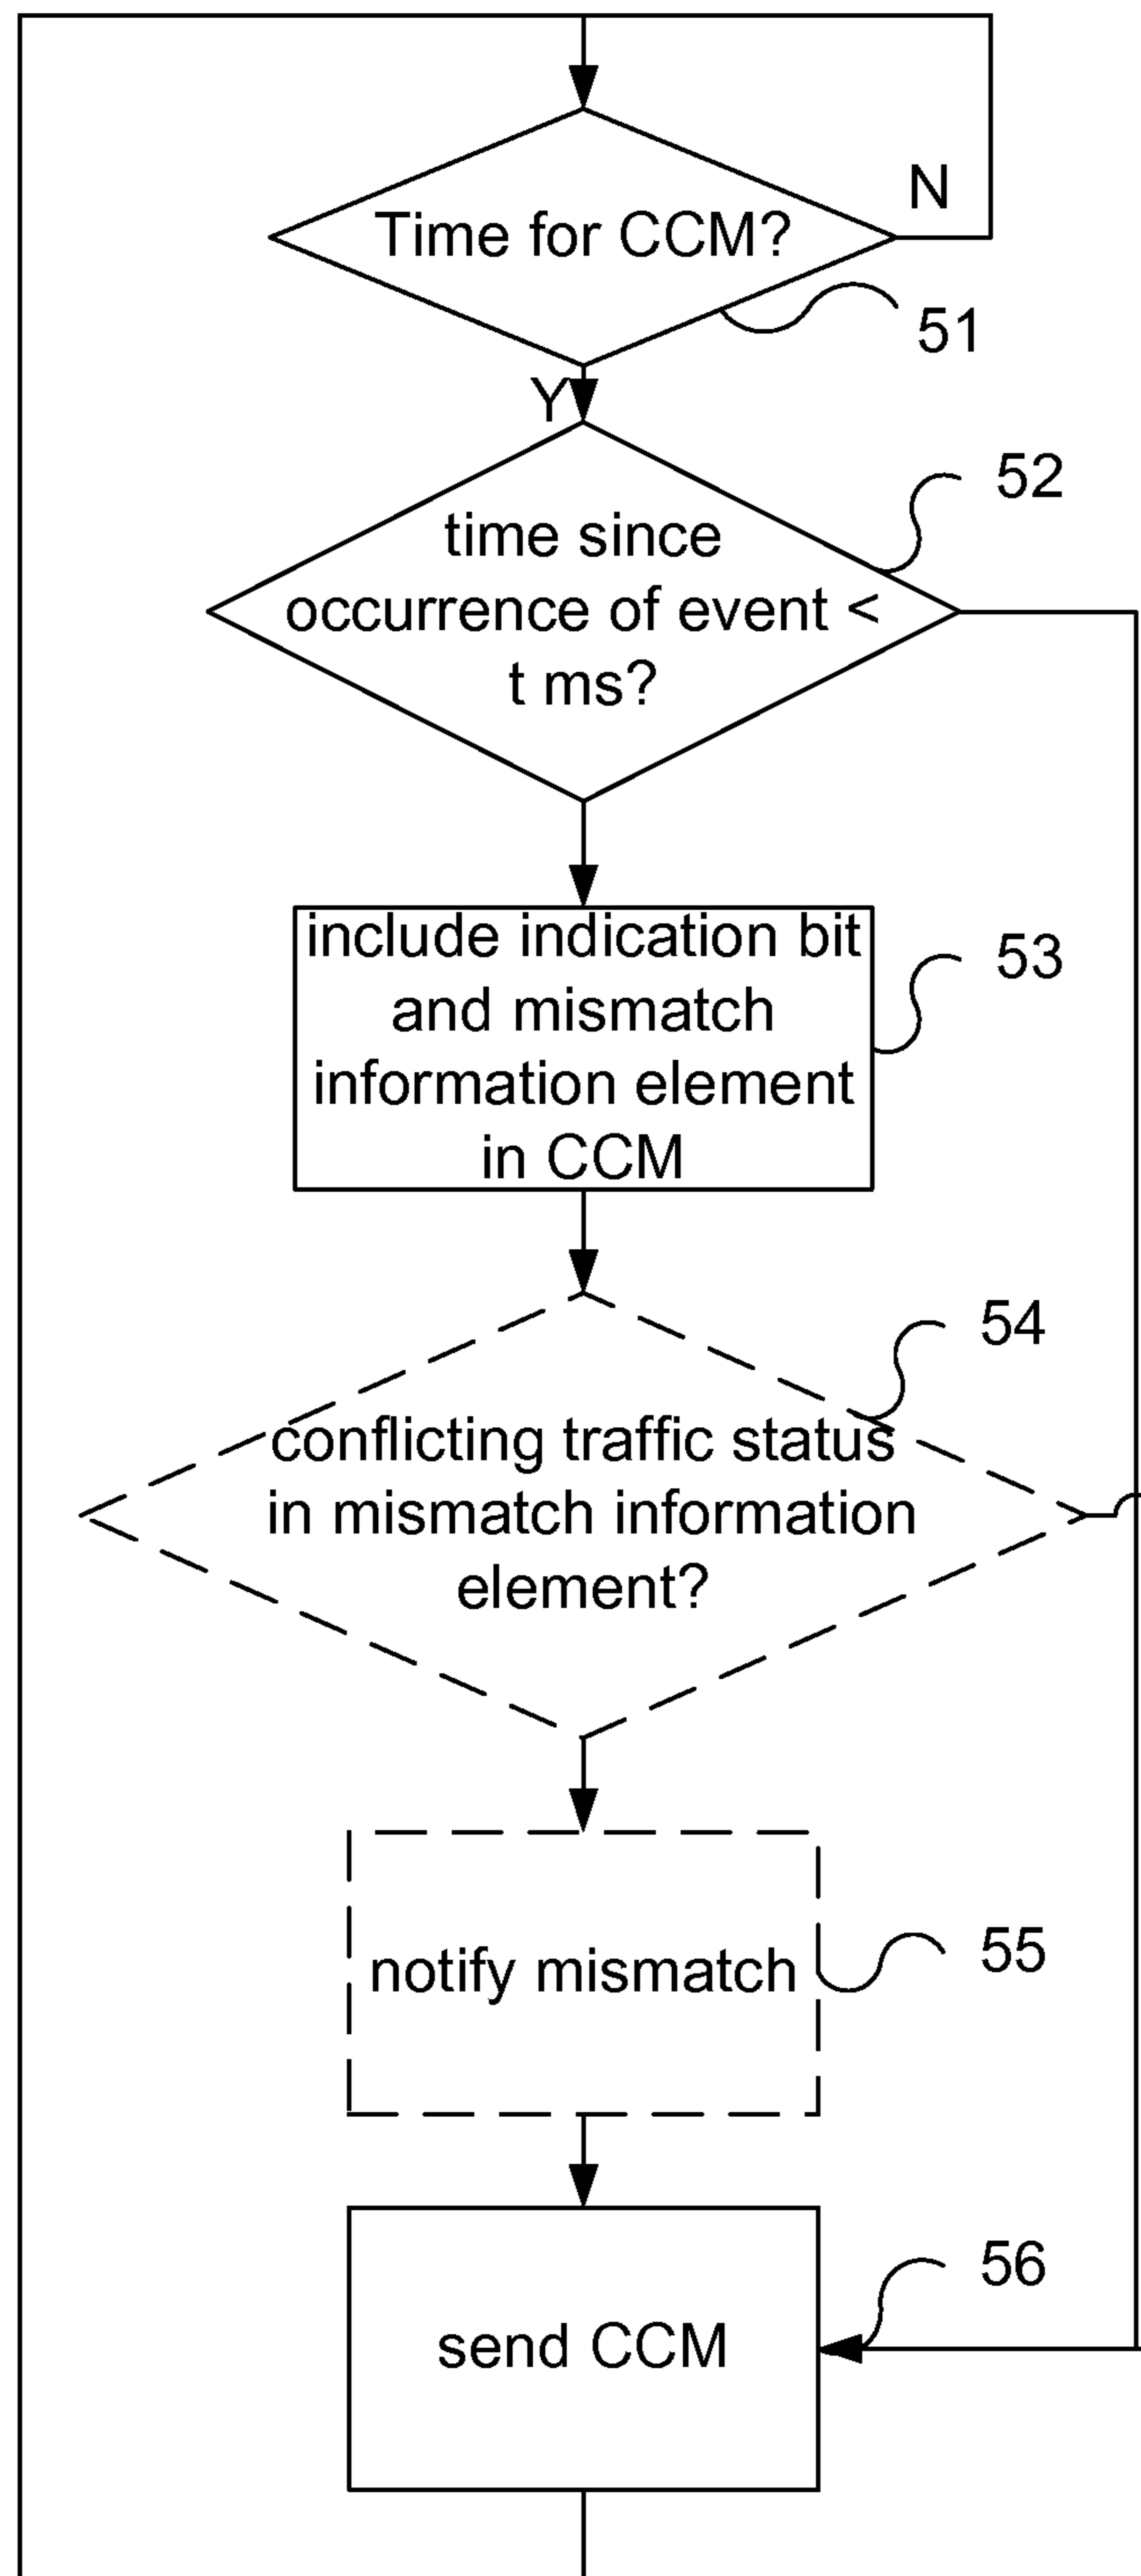 Time for CCM?
N
51
Y
52
time since
occurrence of event <
t ms?
include indication bit
and mismatch
information element
in CCM
53
54
conflicting traffic status
in mismatch information
element?
notify mismatch
55
56
send CCM